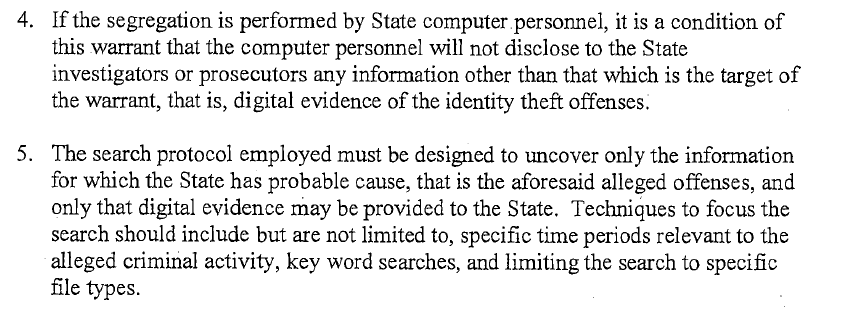 4. If the segregation is performed by State computer personnel, it is a condition of
this warrant that the computer personnel will not disclose to the State
investigators or prosecutors any information other than that which is the target of
the warrant, that is, digital evidence of the identity theft offenses.
5. The search protocol employed must be designed to uncover only the information
for which the State has probable cause, that is the aforesaid alleged offenses, and
only that digital evidence may be provided to the State. Techniques to focus the
search should include but are not limited to, specific time periods relevant to the
alleged criminal activity, key word searches, and limiting the search to specific
file types.